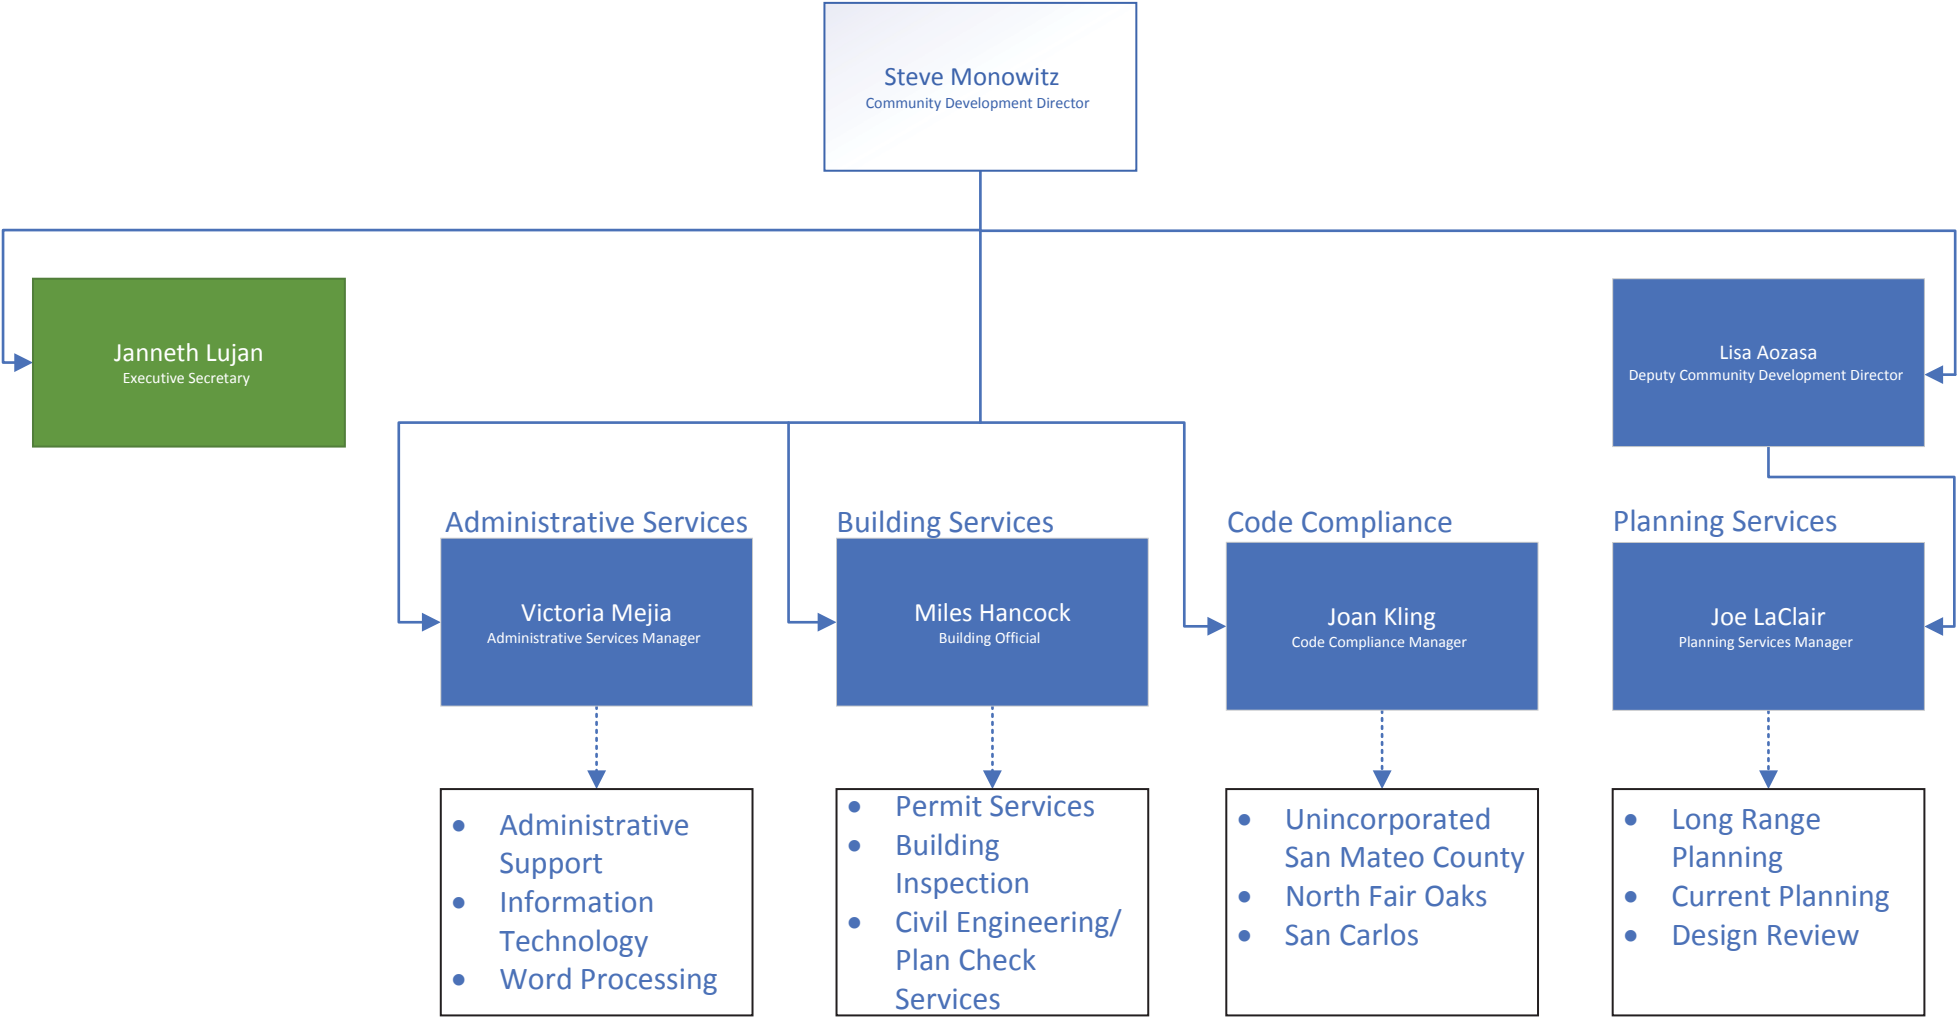 Steve Monowitz
Community Development Director
Janneth Lujan
Executive Secretary
Lisa Aozasa
Deputy Community Development Director
Administrative Services
Victoria Mejia
Administrative Services Manager
Building Services
Miles Hancock
Building Official
Code Compliance
Joan Kling
Code Compliance Manager
Planning Services
Joe LaClair
Planning Services Manager
• Administrative
Support
• Information
Technology
• Word Processing
• Permit Services
• Building
Inspection
• Civil Engineering/
Plan Check
Services
• Unincorporated
San Mateo County
• North Fair Oaks
• San Carlos
• Long Range
Planning
• Current Planning
• Design Review